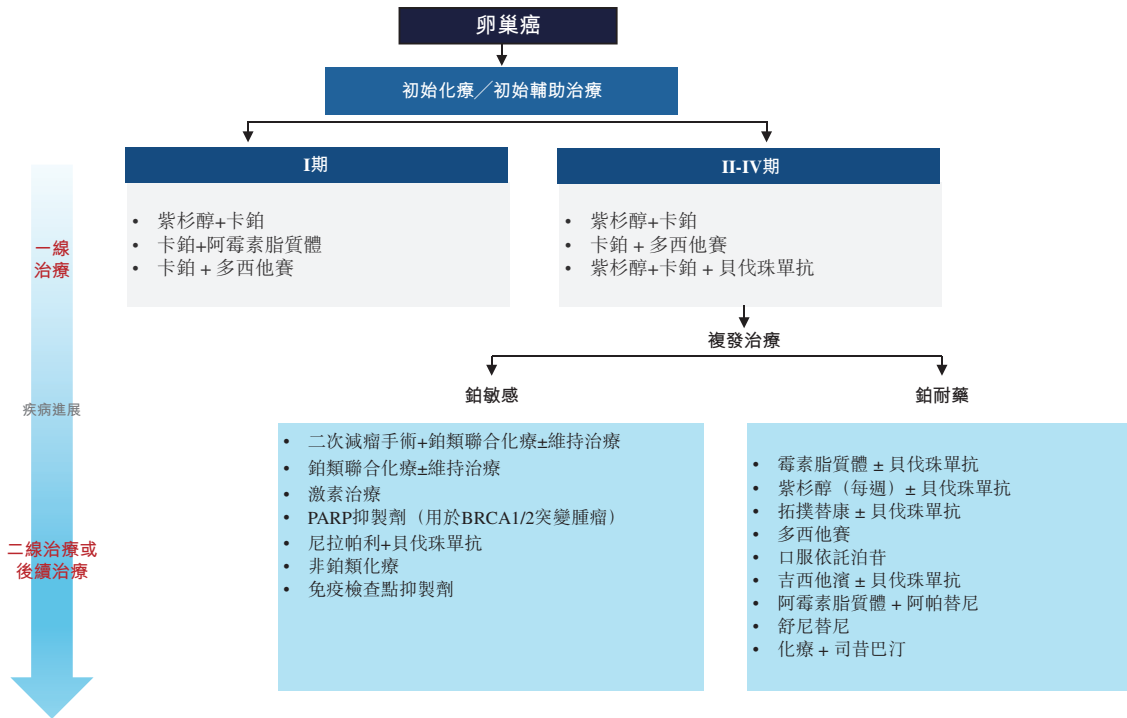 卵巢癌
初始化療／初始輔助治療
I期
• 紫杉醇+卡鉑
• 卡鉑+阿霉素脂質體
• 卡鉑 + 多西他賽
II-IV期
• 紫杉醇+卡鉑
• 卡鉑 + 多西他賽
• 紫杉醇+卡鉑 + 貝伐珠單抗
一線
治療
複發治療
疾病進展
鉑敏感
• 二次減瘤手術+鉑類聯合化療±維持治療
• 鉑類聯合化療±維持治療
• 激素治療
• PARP抑製劑（用於BRCA1/2突變腫瘤）
• 尼拉帕利+貝伐珠單抗
• 非鉑類化療
• 免疫檢查點抑製劑
鉑耐藥
• 霉素脂質體 ± 貝伐珠單抗
• 紫杉醇（每週）± 貝伐珠單抗
• 拓撲替康 ± 貝伐珠單抗
• 多西他賽
• 口服依託泊苷
• 吉西他濱 ± 貝伐珠單抗
• 阿霉素脂質體 + 阿帕替尼
• 舒尼替尼
• 化療 + 司昔巴汀
二線治療或
後續治療